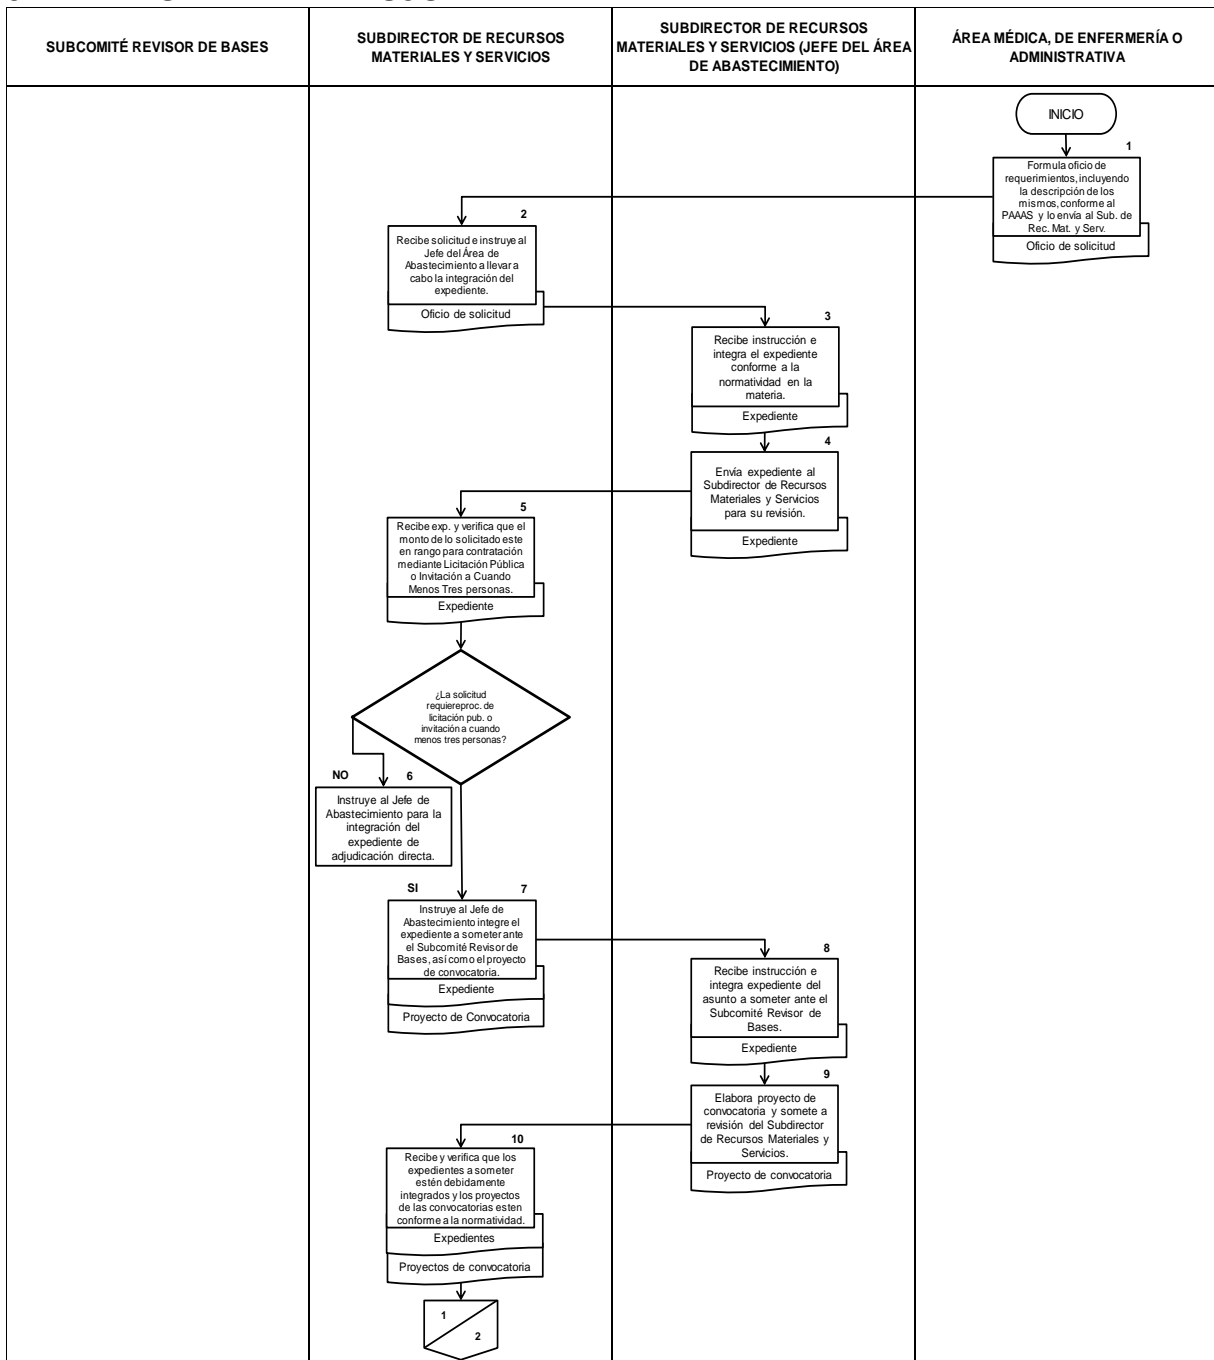 SUBCOMITÉ REVISOR DE BASES
SUBDIRECTOR DE RECURSOS
MATERIALES Y SERVICIOS
SUBDIRECTOR DE RECURSOS
MATERIALES Y SERVICIOS (JEFE DEL ÁREA
DE ABASTECIMIENTO)
ÁREA MÉDICA, DE ENFERMERÍA O
ADMINISTRATIVA
INICIO
1
Formula oficio de
requerimientos, incluyendo
la descripción de los
mismos, conforme al
PAAAS y lo envía al Sub. de
Rec. Mat. y Serv.
Oficio de solicitud
2
Recibe solicitud e instruye al
Jefe del Área de
Abastecimiento a llevar a
cabo la integración del
expediente.
Oficio de solicitud
3
Recibe instrucción e
integra el expediente
conforme a la
normatividad en la
materia.
Expediente
4
Envía expediente al
Subdirector de Recursos
Materiales y Servicios
para su revisión.
Expediente
5
Recibe exp. y verifica que el
monto de lo solicitado este
en rango para contratación
mediante Licitación Pública
o Invitación a Cuando
Menos Tres personas.
Expediente
¿La solicitud
requiereproc. de
licitación pub. o
invitación a cuando
menos tres personas?
NO
6
Instruye al Jefe de
Abastecimiento para la
integración del
expediente de
adjudicación directa.
SI
7
Instruye al Jefe de
Abastecimiento integre el
expediente a someter ante
el Subcomité Revisor de
Bases, así como el proyecto
de convocatoria.
Expediente
Proyecto de Convocatoria
8
Recibe instrucción e
integra expediente del
asunto a someter ante el
Subcomité Revisor de
Bases.
Expediente
9
Elabora proyecto de
convocatoria y somete a
revisión del Subdirector
de Recursos Materiales y
Servicios.
Proyecto de convocatoria
10
Recibe y verifica que los
expedientes a someter
estén debidamente
integrados y los proyectos
de las convocatorias esten
conforme a la normatividad.
Expedientes
Proyectos de convocatoria
1
2